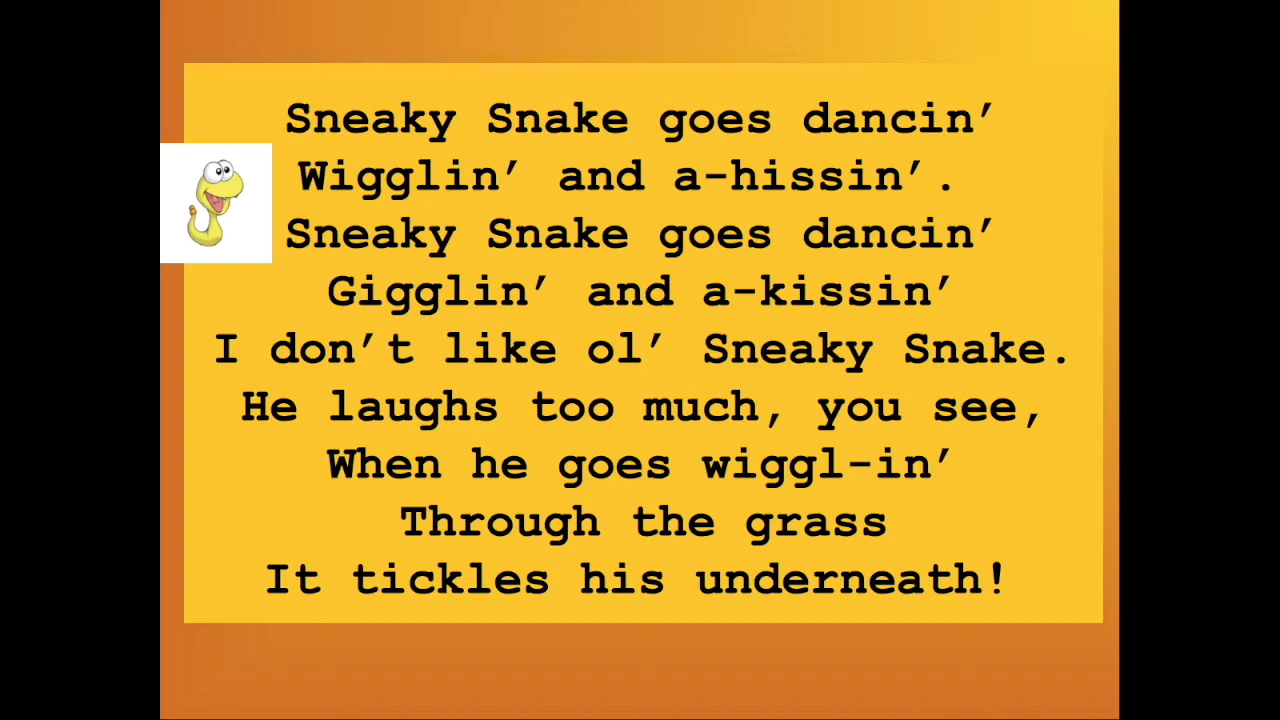 Sneaky Snake goes dancin’
Wigglin’ and a-hissin’.
Sneaky Snake goes dancin’
Gigglin’ and a-kissin’
I don’t like ol’ Sneaky Snake.
He laughs too much, you see,
When he goes wiggl-in’
Through the grass
It tickles his underneath!